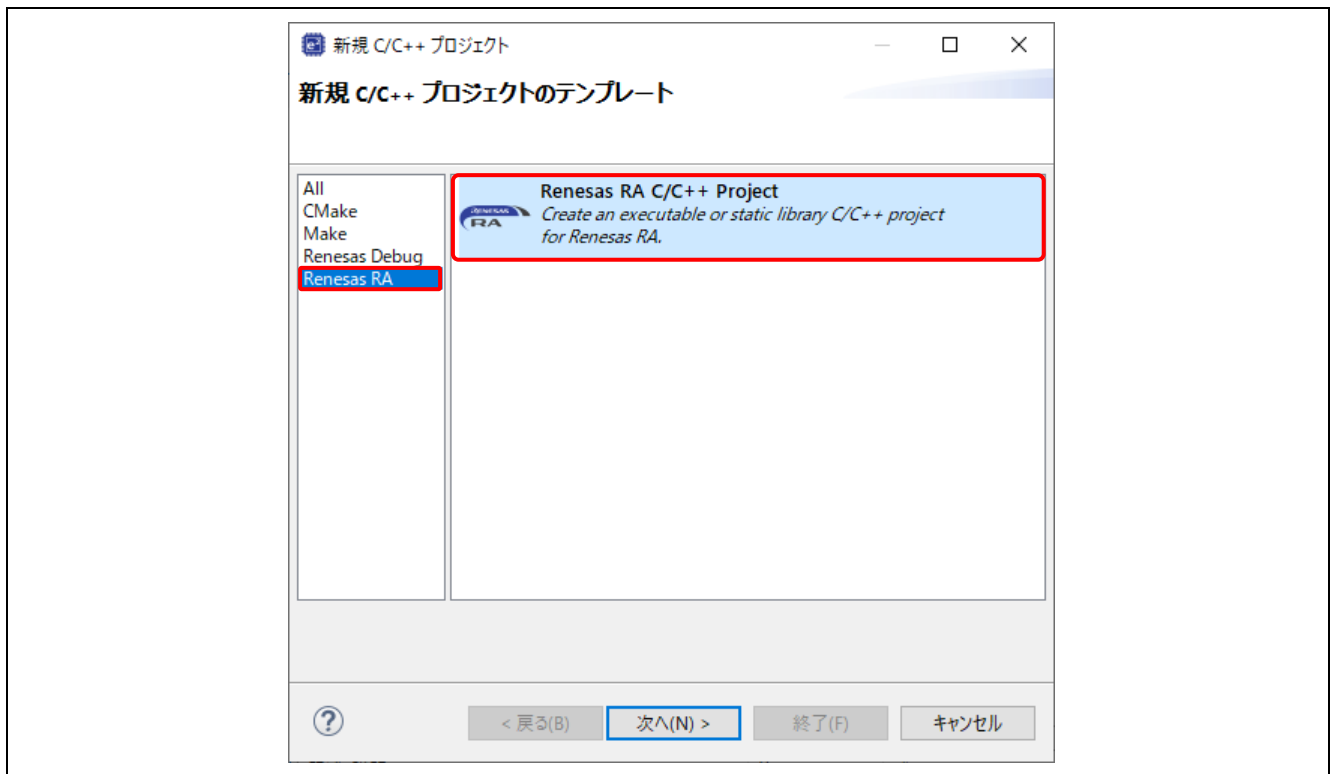 新規 C/C++ プロジェクト
新規 C/C++ プロジェクトのテンプレート
All
CMake
Make
Renesas Debug
Renesas RA
RENESAS
RA
Renesas RA C/C++ Project
Create an executable or static library C/C++ project
for Renesas RA.
< 戻る(B)
次へ(N) >
終了(F)
キャンセル